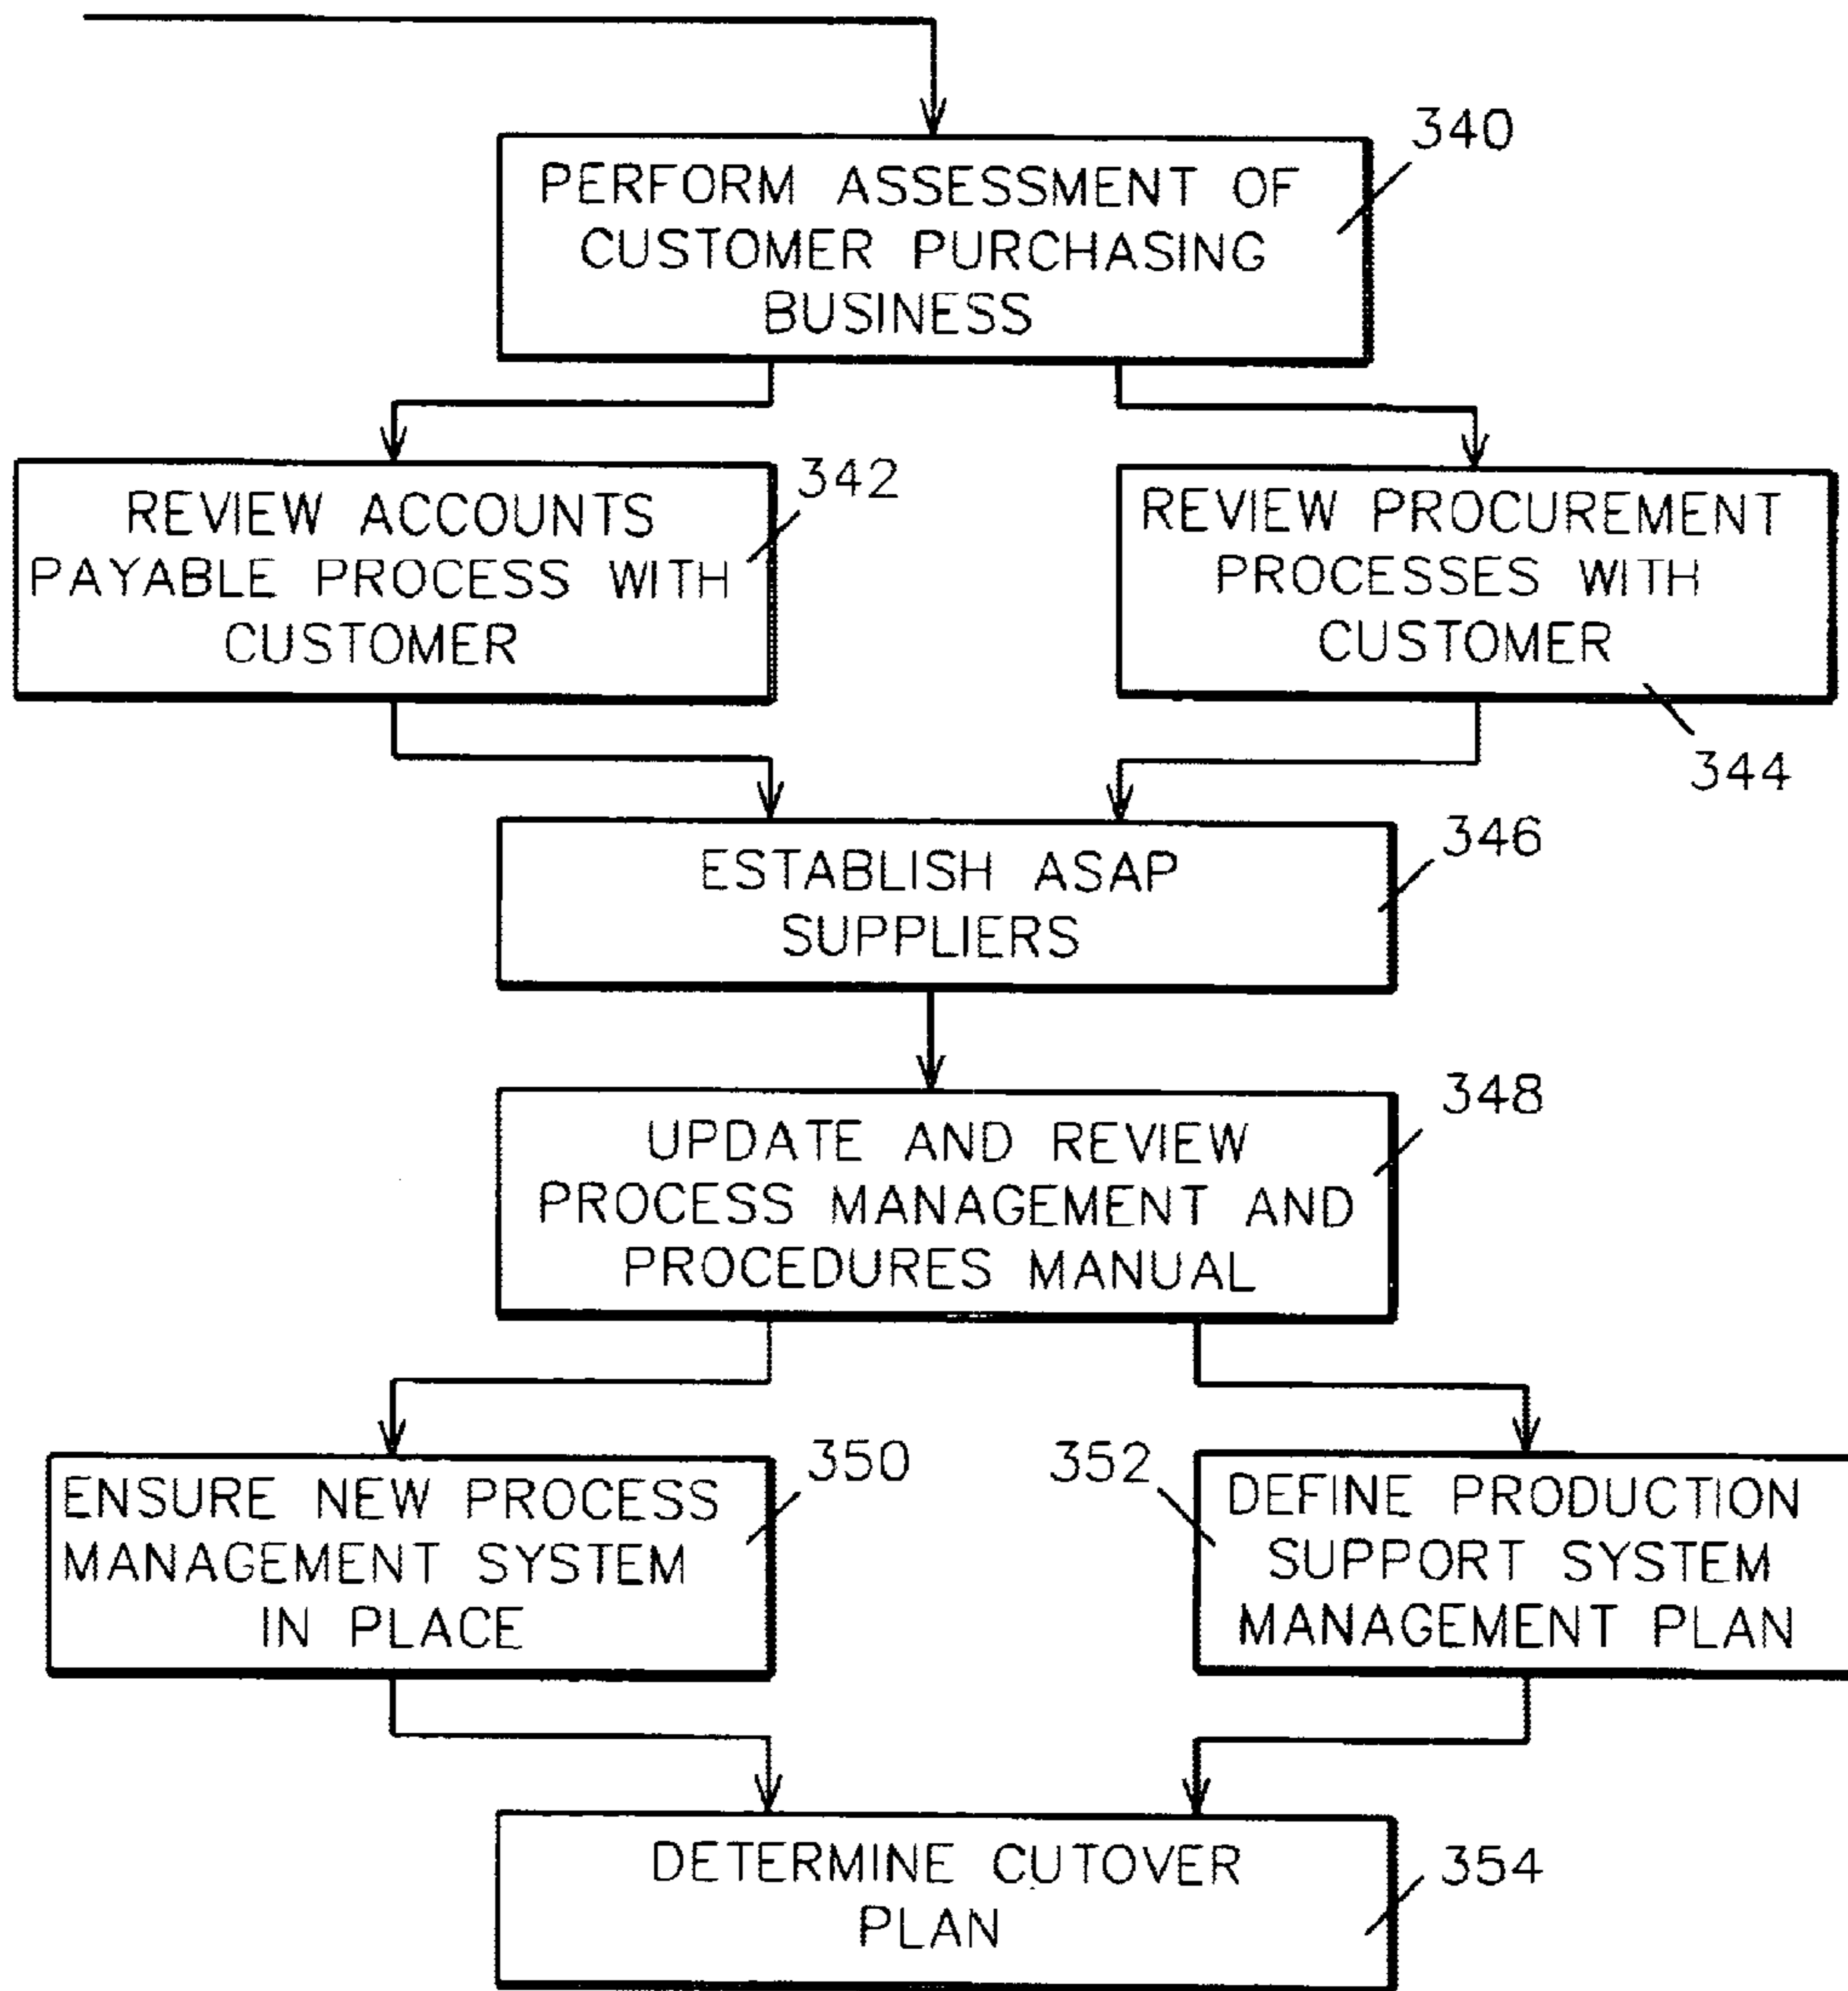 340
PERFORM ASSESSMENT OF
CUSTOMER PURCHASING
BUSINESS
342
REVIEW ACCOUNTS
PAYABLE PROCESS WITH
CUSTOMER
REVIEW PROCUREMENT
PROCESSES WITH
CUSTOMER
344
346
ESTABLISH ASAP
SUPPLIERS
348
UPDATE AND REVIEW
PROCESS MANAGEMENT AND
PROCEDURES MANUAL
350
ENSURE NEW PROCESS
MANAGEMENT SYSTEM
IN PLACE
352
DEFINE PRODUCTION
SUPPORT SYSTEM
MANAGEMENT PLAN
DETERMINE CUTOVER
PLAN
354